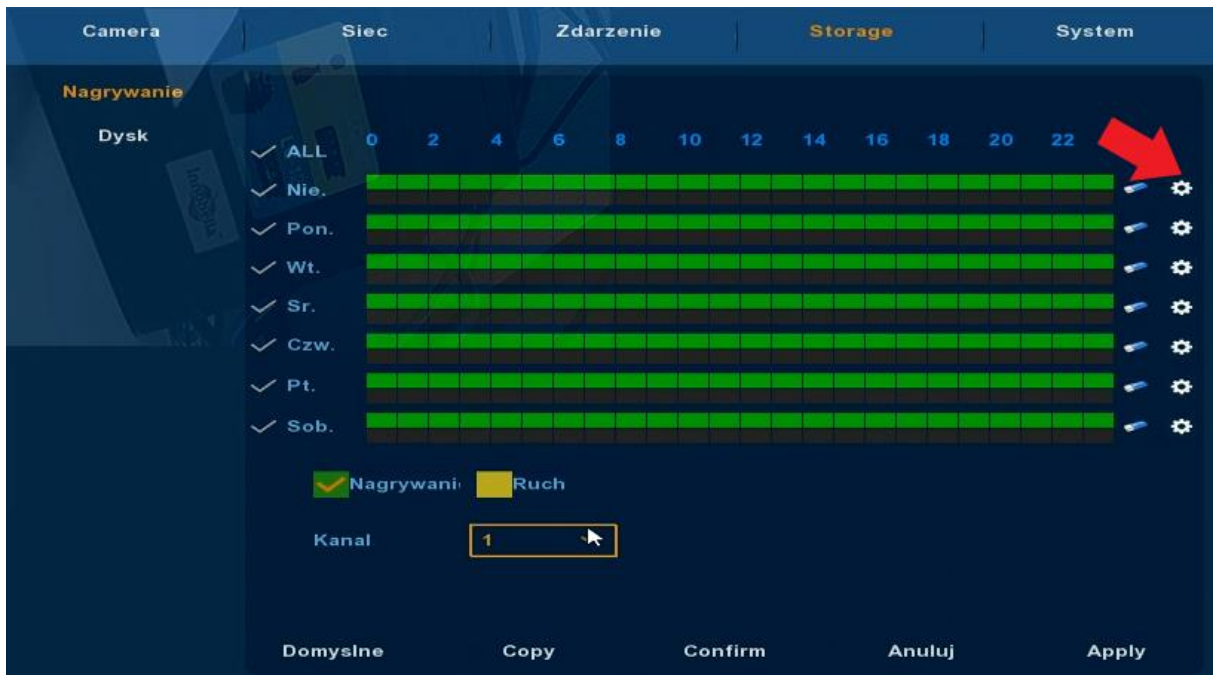 Camera Siec Zdarzenie Storage System
Nagrywanie
Dysk
0 2 4 6 8 10 12 14 16 18 20 22
ALL
Nie.
Pon.
Wt.
Sr.
Czw.
Pt.
Sob.
Nagrywani Ruch
Kanal 1
Domyslne Copy Confirm Anuluj Apply